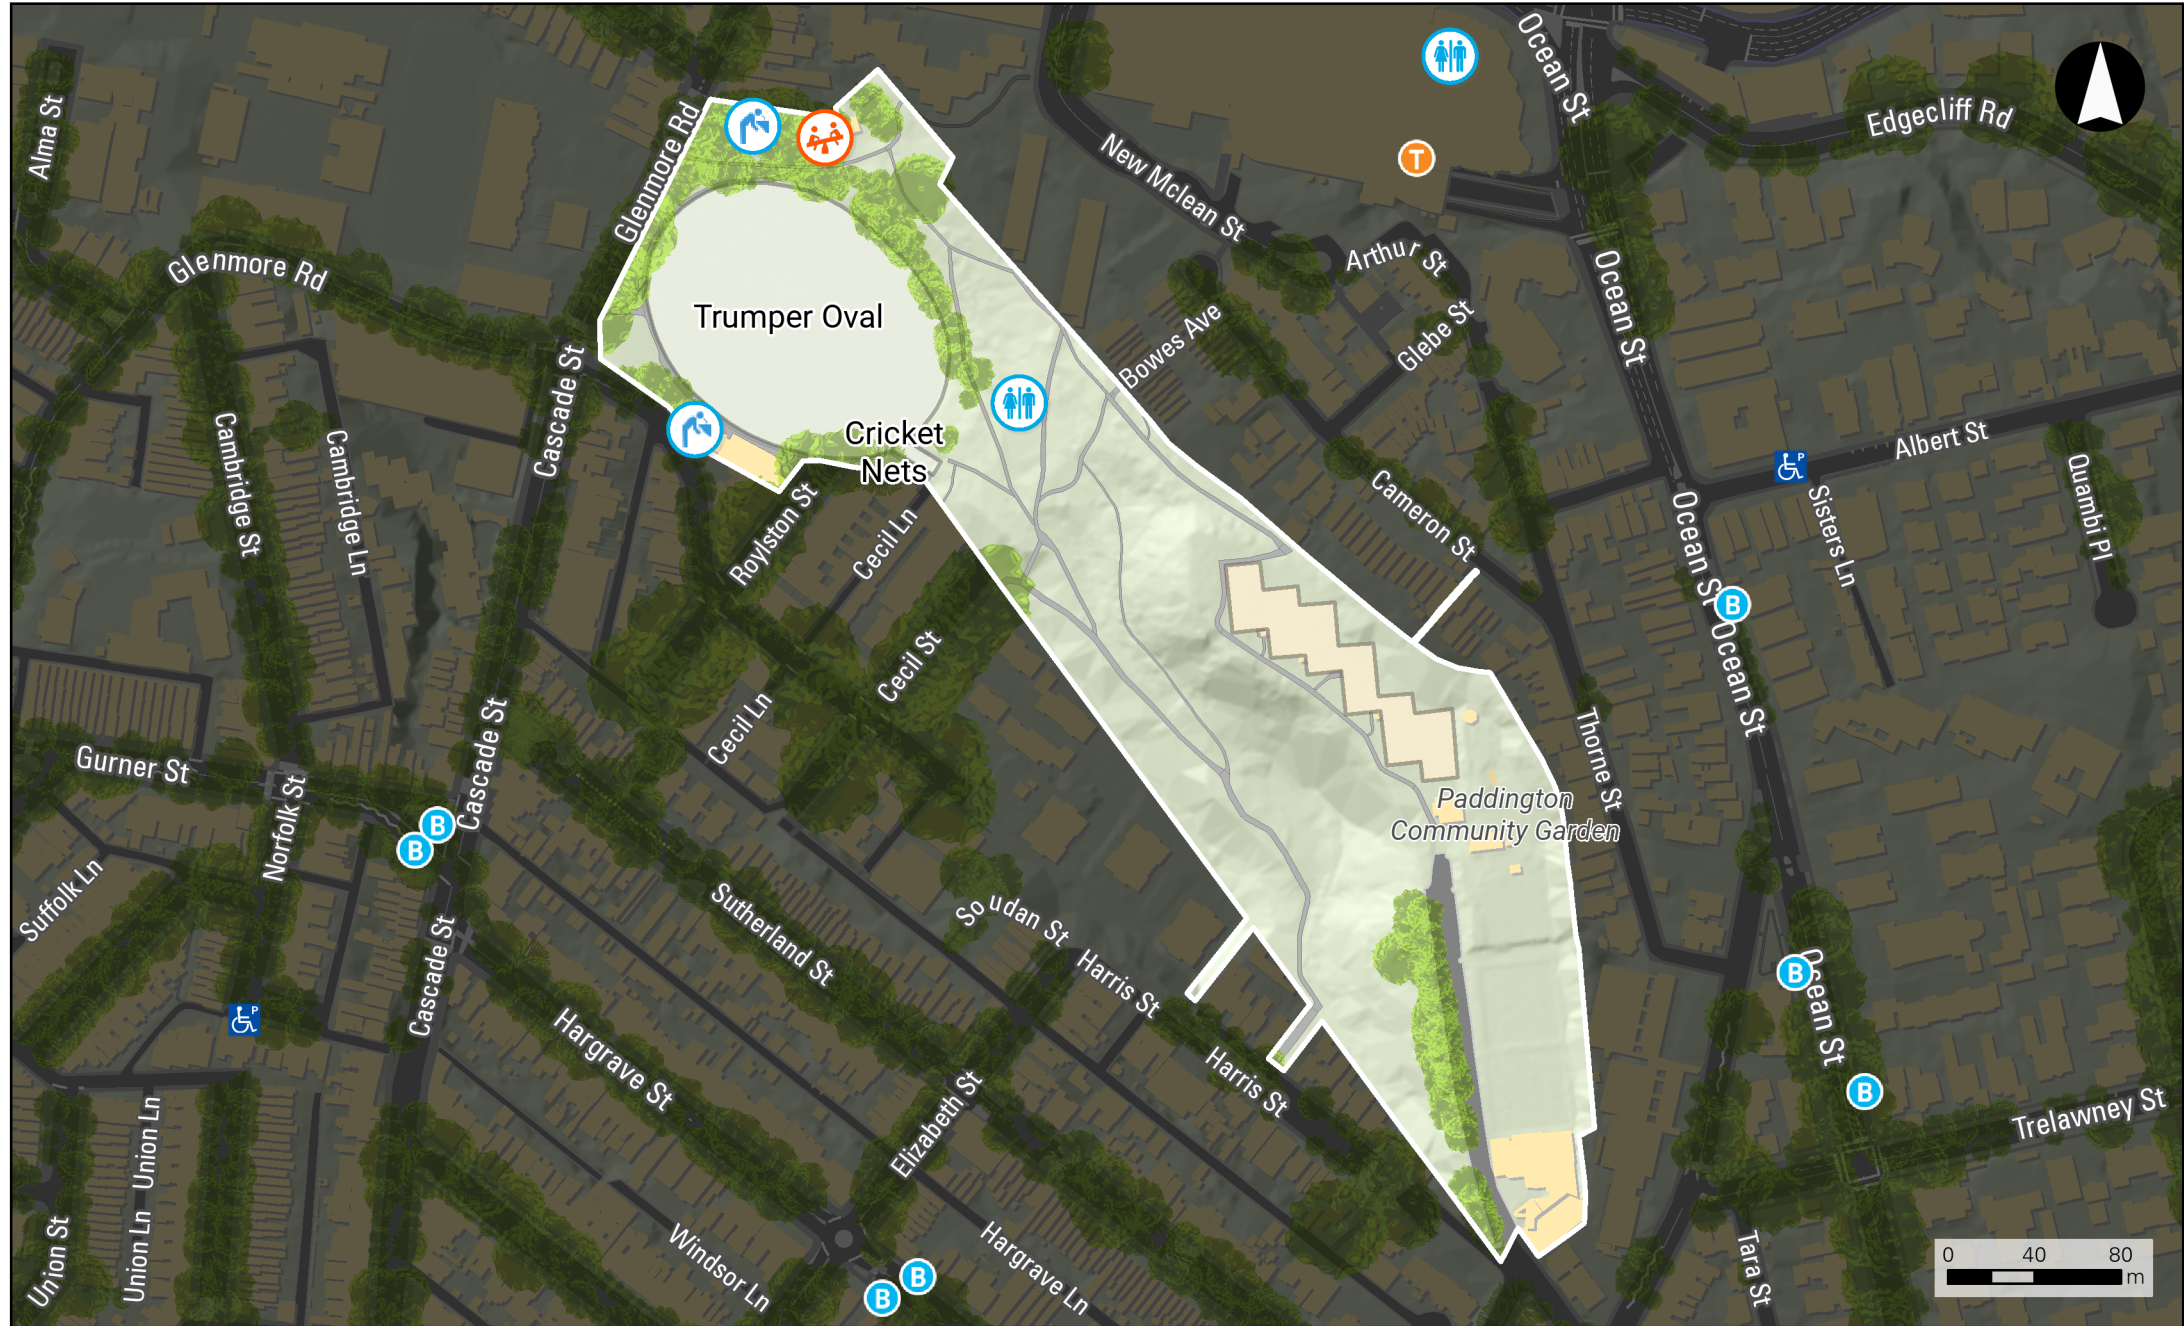 Ocean St
Edgecliff Rd
Alma St
Glenmore Rd
New Mclean St
T
Arthur St
Glenmore Rd
Ocean St
Trumper Oval
Bowes Ave
Glebe St
Cascade St
Cambridge St
Cambridge Ln
Cricket
Nets
Albert St
P
Quambi Pl
Sisters Ln
Cameron St
Roylston St
Cecil Ln
Ocean St
B
Cecil St
Ocean St
Cecil Ln
Cascade St
Thorne St
Gurner St
Norfolk St
B
B
Paddington
Community Garden
Suffolk Ln
Sutherland St
Soudan St
Cascade St
Harris St
B
Ocean St
P
Hargrave St
Harris St
B
Elizabeth St
Trelawney St
Union Ln
Union Ln
Union St
Windsor Ln
Hargrave Ln
B
B
Tara St
0 40 80
m